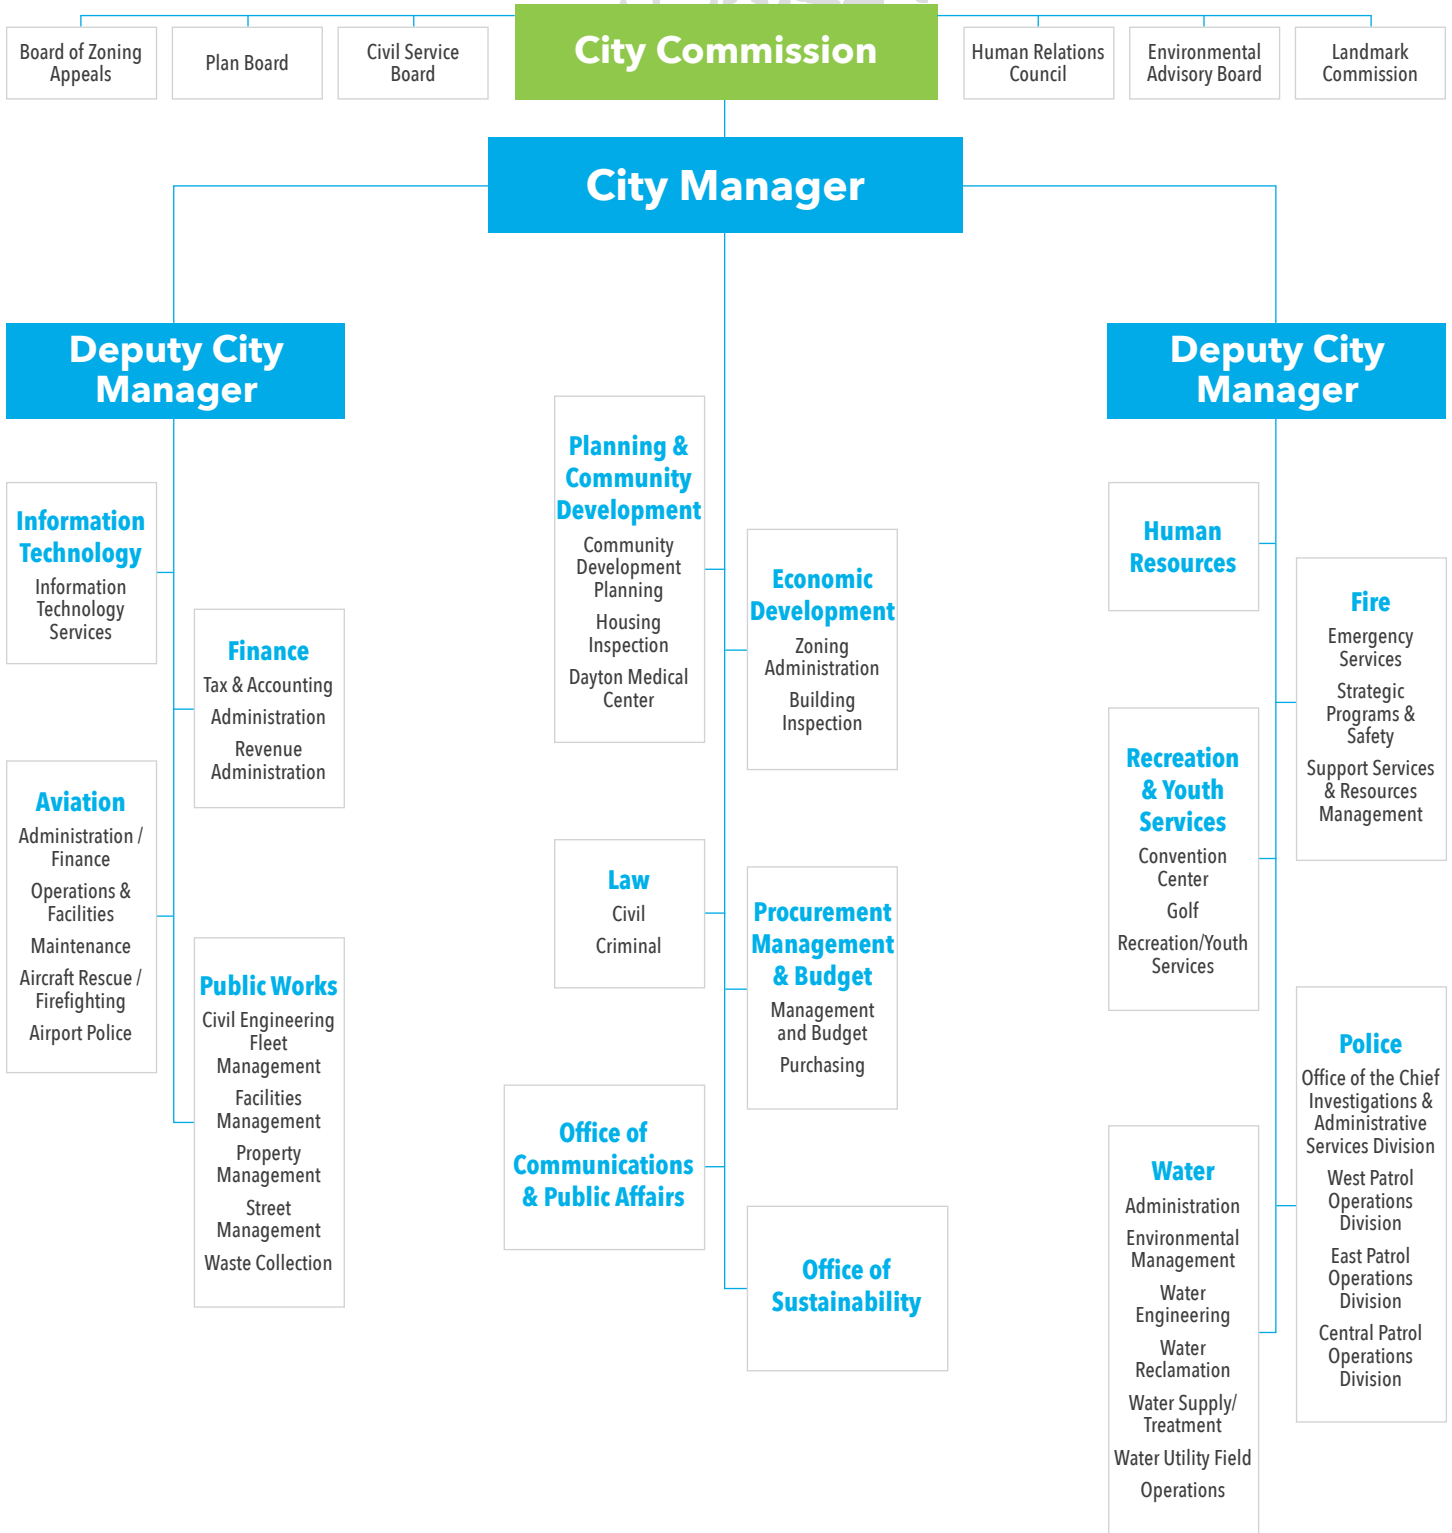 Board of Zoning
Appeals
Plan Board
Civil Service
Board
City Commission
Human Relations
Council
Environmental
Advisory Board
Landmark
Commission
City Manager
Deputy City
Manager
Information
Technology
Information
Technology
Services
Finance
Tax & Accounting
Administration
Revenue
Administration
Aviation
Administration /
Finance
Operations &
Facilities
Maintenance
Aircraft Rescue /
Firefighting
Airport Police
Public Works
Civil Engineering
Fleet
Management
Facilities
Management
Property
Management
Street
Management
Waste Collection
Planning &
Community
Development
Community
Development
Planning
Housing
Inspection
Dayton Medical
Center
Economic
Development
Zoning
Administration
Building
Inspection
Law
Civil
Criminal
Procurement
Management
& Budget
Management
and Budget
Purchasing
Office of
Communications
& Public Affairs
Office of
Sustainability
Deputy City
Manager
Human
Resources
Fire
Emergency
Services
Strategic
Programs &
Safety
Support Services
& Resources
Management
Recreation
& Youth
Services
Convention
Center
Golf
Recreation/Youth
Services
Police
Office of the Chief
Investigations &
Administrative
Services Division
West Patrol
Operations
Division
East Patrol
Operations
Division
Central Patrol
Operations
Division
Water
Administration
Environmental
Management
Water
Engineering
Water
Reclamation
Water Supply/
Treatment
Water Utility Field
Operations